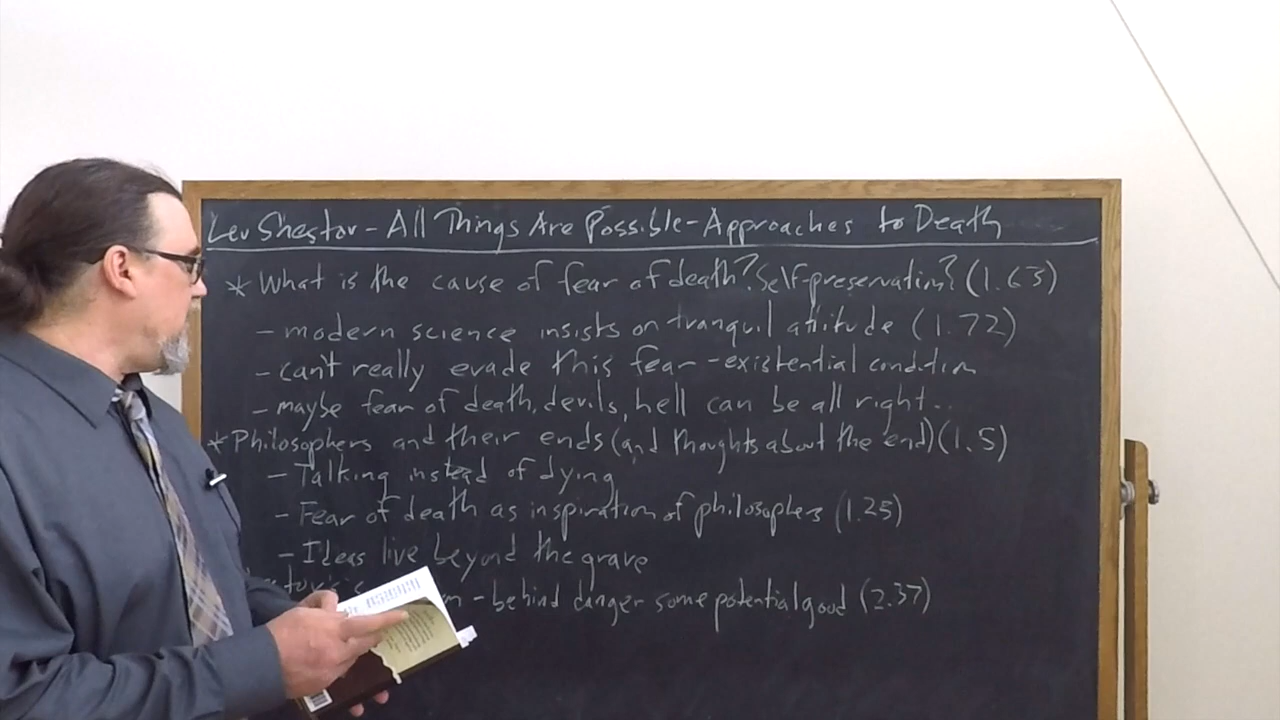 Lev Shestov - All Things Are Possible - Approaches to Death
* What is the cause of fear of death? Self-preservation? (1.63)
- modern science insists on tranquil attitude (1.72)
- can't really evade this fear - existential condition
- maybe fear of death, devils, hell can be all right...
* Philosophers and their ends (and thoughts about the end) (1.5)
- Talking instead of dying
- Fear of death as inspiration of philosophers (1.25)
- Ideas live beyond the grave
- behind danger some potential good (2.37)